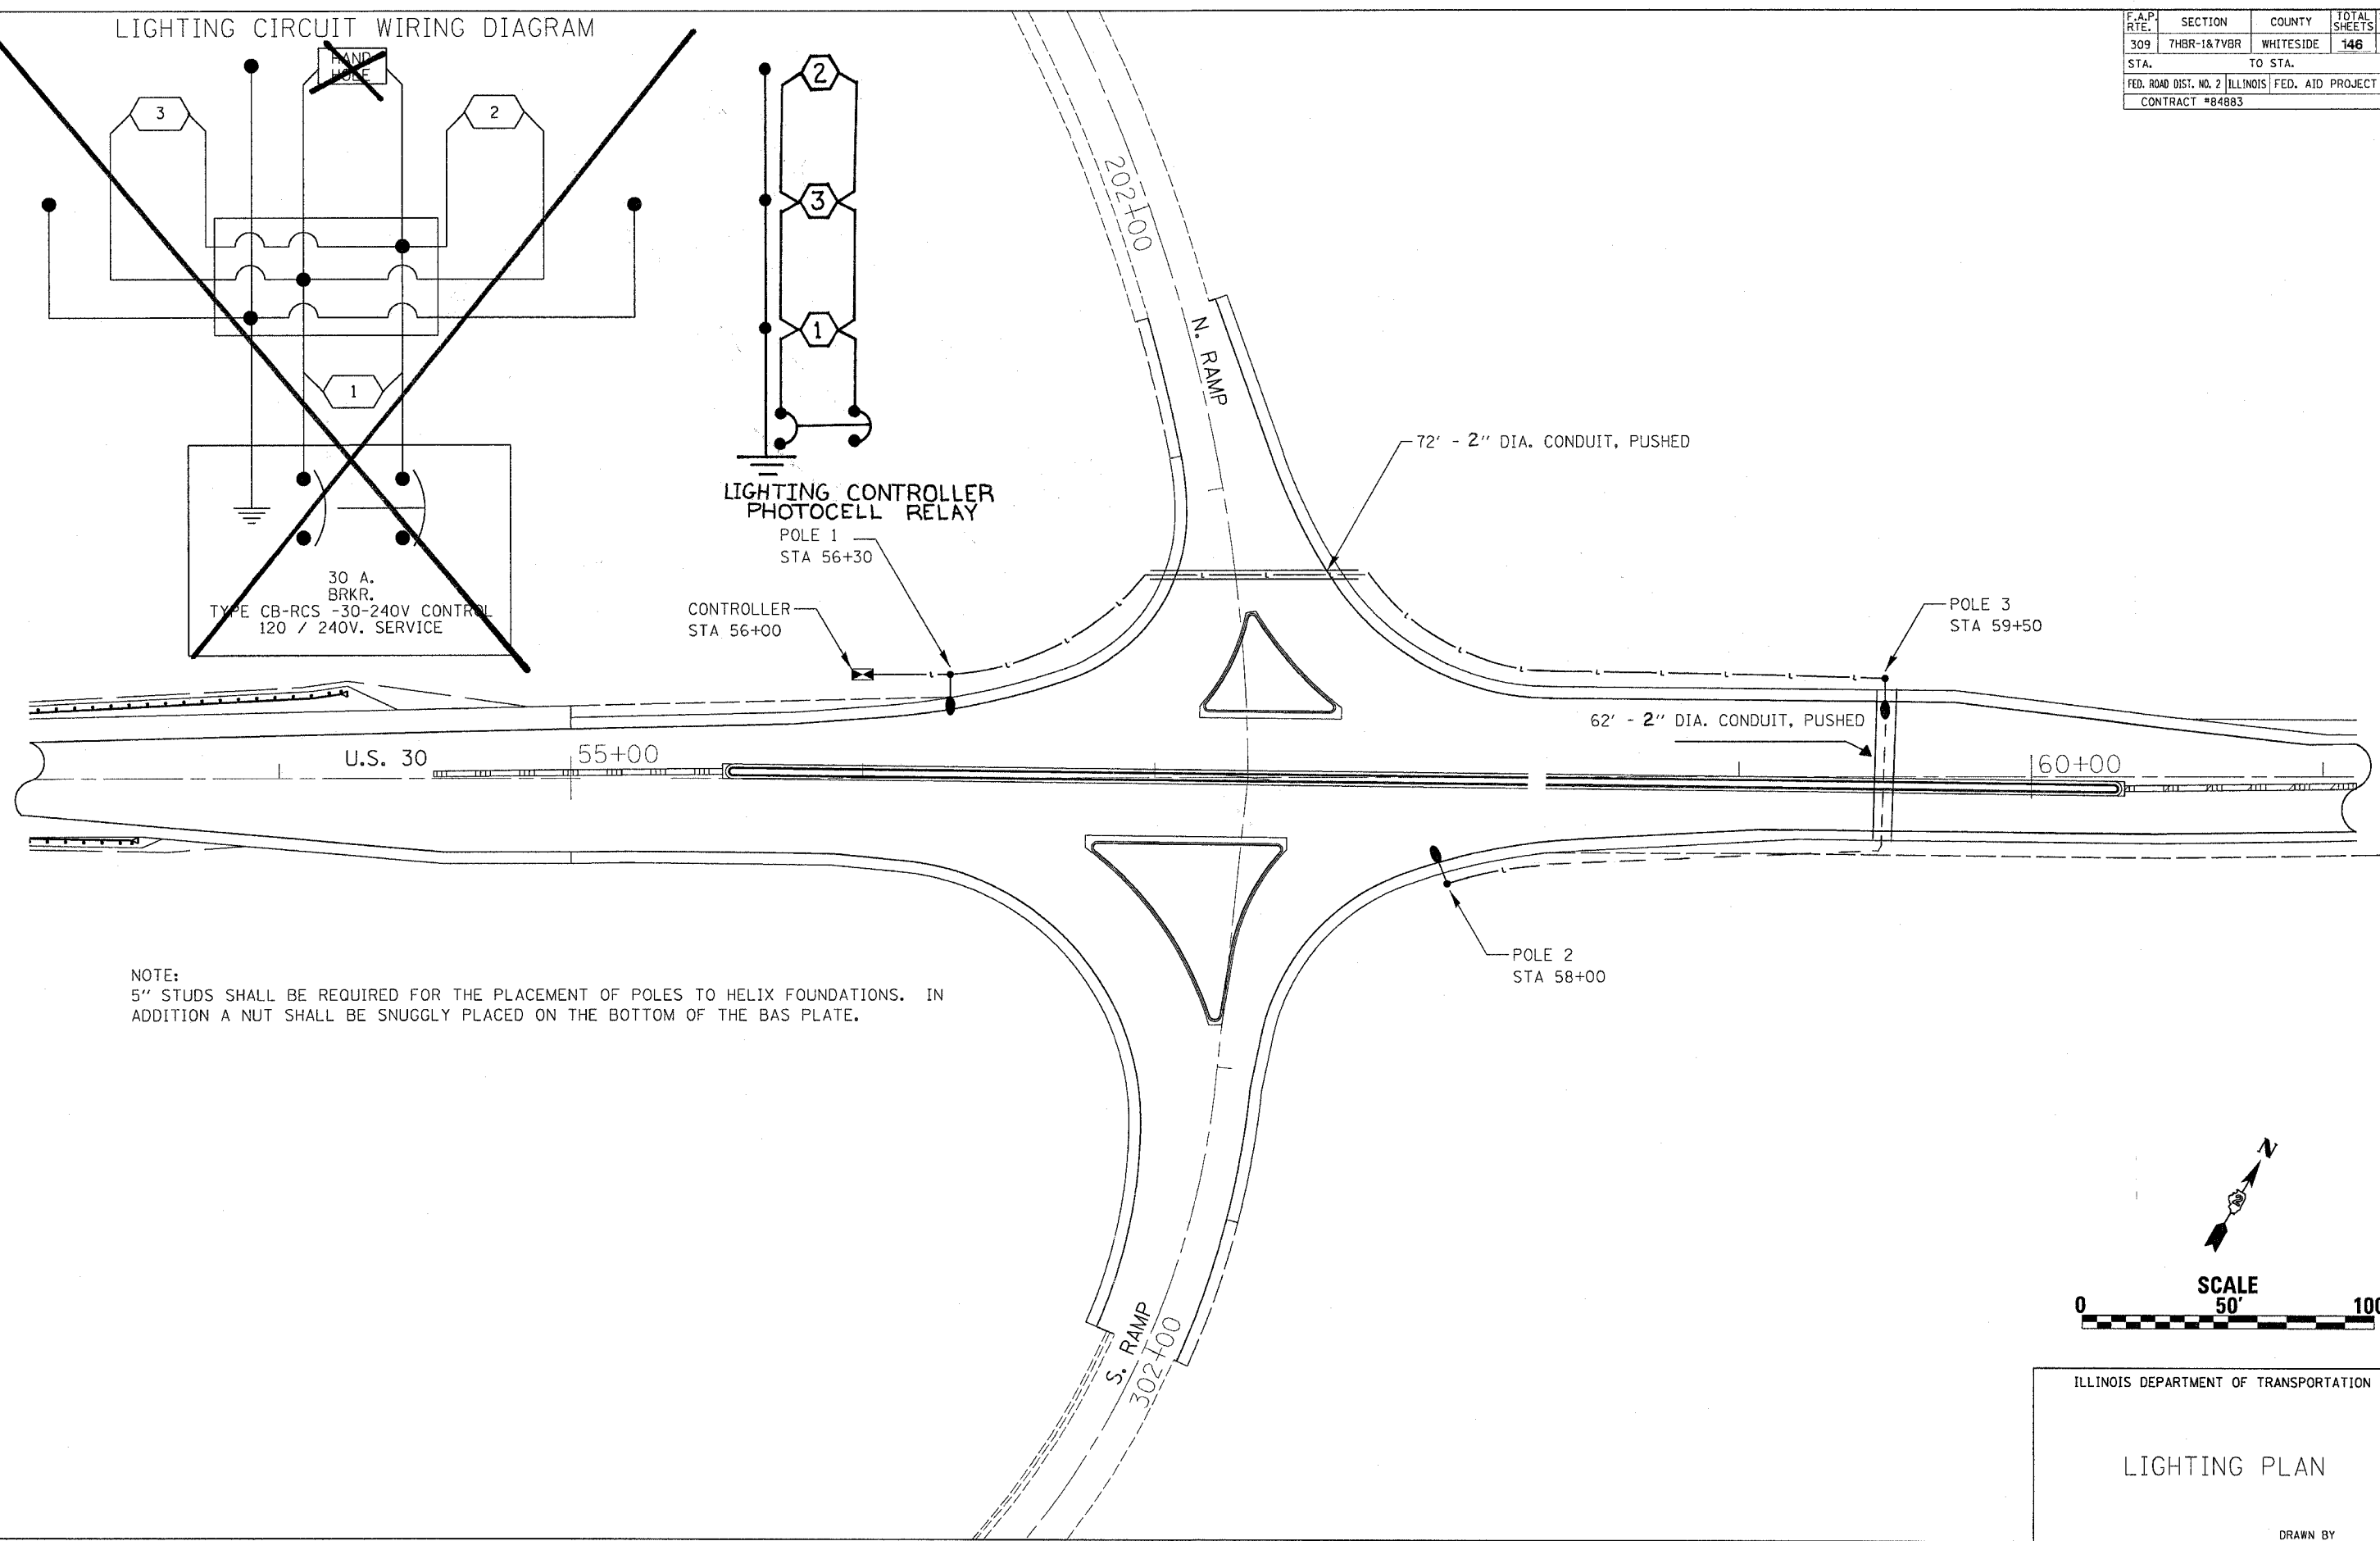 LIGHTING CIRCUIT WIRING DIAGRAM
F.A.P. RTE.
SECTION
COUNTY
TOTAL SHEETS
309
7HBR-1&7VBR
WHITESIDE
146
STA.
TO STA.
FED. ROAD DIST. NO. 2
ILLINOIS
FED. AID PROJECT
CONTRACT #84883
HAND
HOLE
3
2
1
30 A.
BRKR.
TYPE CB-RCS -30-240V CONTROL
120 / 240V. SERVICE
2
3
1
LIGHTING CONTROLLER
PHOTOCELL RELAY
POLE 1
STA 56+30
CONTROLLER
STA 56+00
202+00
N. RAMP
72' - 2" DIA. CONDUIT, PUSHED
POLE 3
STA 59+50
62' - 2" DIA. CONDUIT, PUSHED
U.S. 30
55+00
60+00
POLE 2
STA 58+00
NOTE:
5" STUDS SHALL BE REQUIRED FOR THE PLACEMENT OF POLES TO HELIX FOUNDATIONS. IN
ADDITION A NUT SHALL BE SNUGGLY PLACED ON THE BOTTOM OF THE BAS PLATE.
S. RAMP
302+00
N
SCALE
0 50' 100
ILLINOIS DEPARTMENT OF TRANSPORTATION
LIGHTING PLAN
DRAWN BY